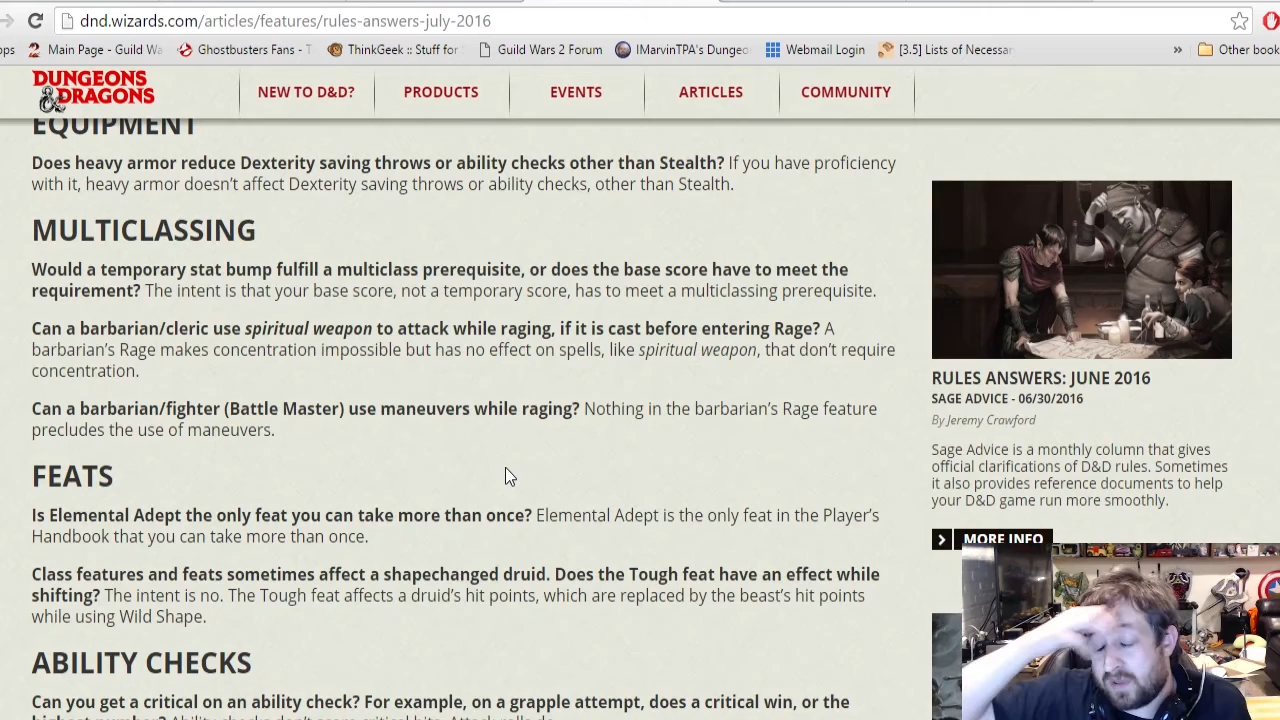 dnd.wizards.com/articles/features/rules-answers-july-2016
Main Page - Guild Wa
Ghostbusters Fans - T
ThinkGeek :: Stuff for
Guild Wars 2 Forum
IMarvinTPA's Dungeo
Webmail Login
[3.5] Lists of Necessar
»
Other book
DUNGEONS
& DRAGONS
NEW TO D&D?
PRODUCTS
EVENTS
ARTICLES
COMMUNITY
EQUIPMENT
Does heavy armor reduce Dexterity saving throws or ability checks other than Stealth? If you have proficiency
with it, heavy armor doesn't affect Dexterity saving throws or ability checks, other than Stealth.
MULTICLASSING
Would a temporary stat bump fulfill a multiclass prerequisite, or does the base score have to meet the
requirement? The intent is that your base score, not a temporary score, has to meet a multiclassing prerequisite.
Can a barbarian/cleric use spiritual weapon to attack while raging, if it is cast before entering Rage? A
barbarian's Rage makes concentration impossible but has no effect on spells, like spiritual weapon, that don't require
concentration.
Can a barbarian/fighter (Battle Master) use maneuvers while raging? Nothing in the barbarian's Rage feature
precludes the use of maneuvers.
FEATS
Is Elemental Adept the only feat you can take more than once? Elemental Adept is the only feat in the Player's
Handbook that you can take more than once.
Class features and feats sometimes affect a shapechanged druid. Does the Tough feat have an effect while
shifting? The intent is no. The Tough feat affects a druid's hit points, which are replaced by the beast's hit points
while using Wild Shape.
ABILITY CHECKS
Can you get a critical on an ability check? For example, on a grapple attempt, does a critical win, or the
highest number? Ability checks don't score critical hits. Attack rolls do.
RULES ANSWERS: JUNE 2016
SAGE ADVICE - 06/30/2016
By Jeremy Crawford
Sage Advice is a monthly column that gives
official clarifications of D&D rules. Sometimes
it also provides reference documents to help
your D&D game run more smoothly.
MORE INFO